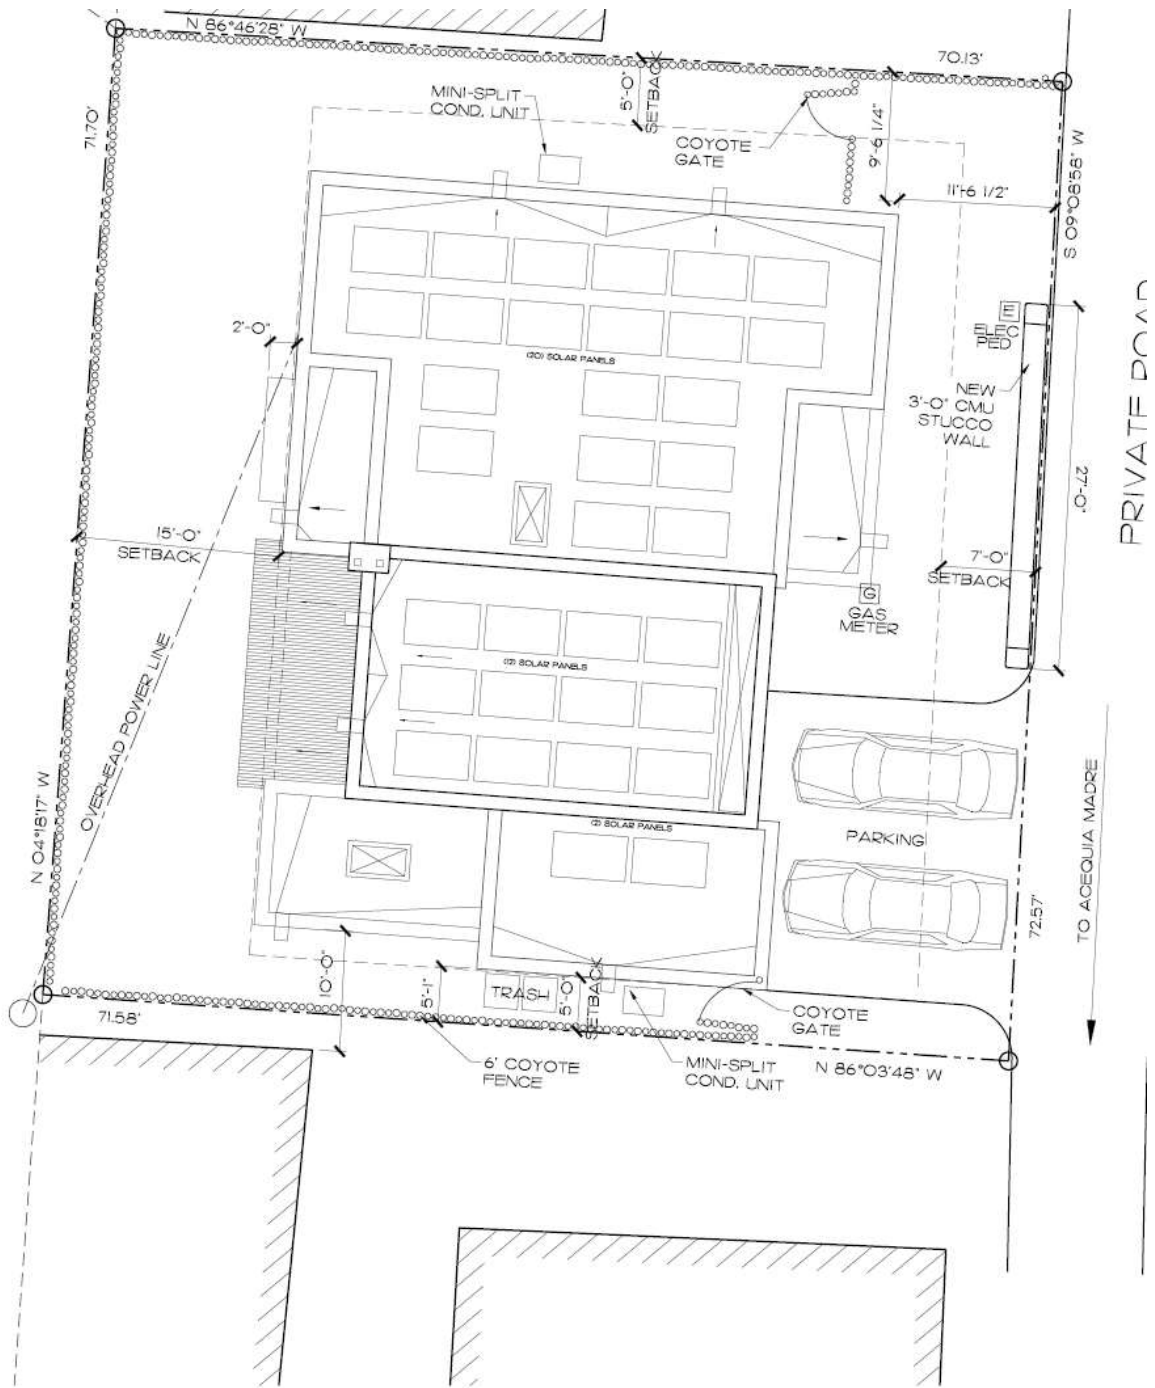 N 86°46'28" W
70.13'
MINI-SPLIT
COND. UNIT
5'-0"
SETBACK
COYOTE
GATE
9'-6 1/4"
71.70'
11'-6 1/2"
S 09°08'58" W
2'-0"
E
ELEC
PED
(20) SOLAR PANELS
NEW
3'-0" CMU
STUCCO
WALL
PRIVATE ROAD
27'-0"
15'-0"
SETBACK
7'-0"
SETBACK
G
GAS
METER
(12) SOLAR PANELS
OVERHEAD POWER LINE
N 04°18'17" W
(2) SOLAR PANELS
PARKING
TO ACEQUIA MADRE
72.57'
10'-0"
5'-1"
TRASH
5'-0"
SETBACK
71.58'
COYOTE
GATE
6' COYOTE
FENCE
MINI-SPLIT
COND. UNIT
N 86°03'48" W